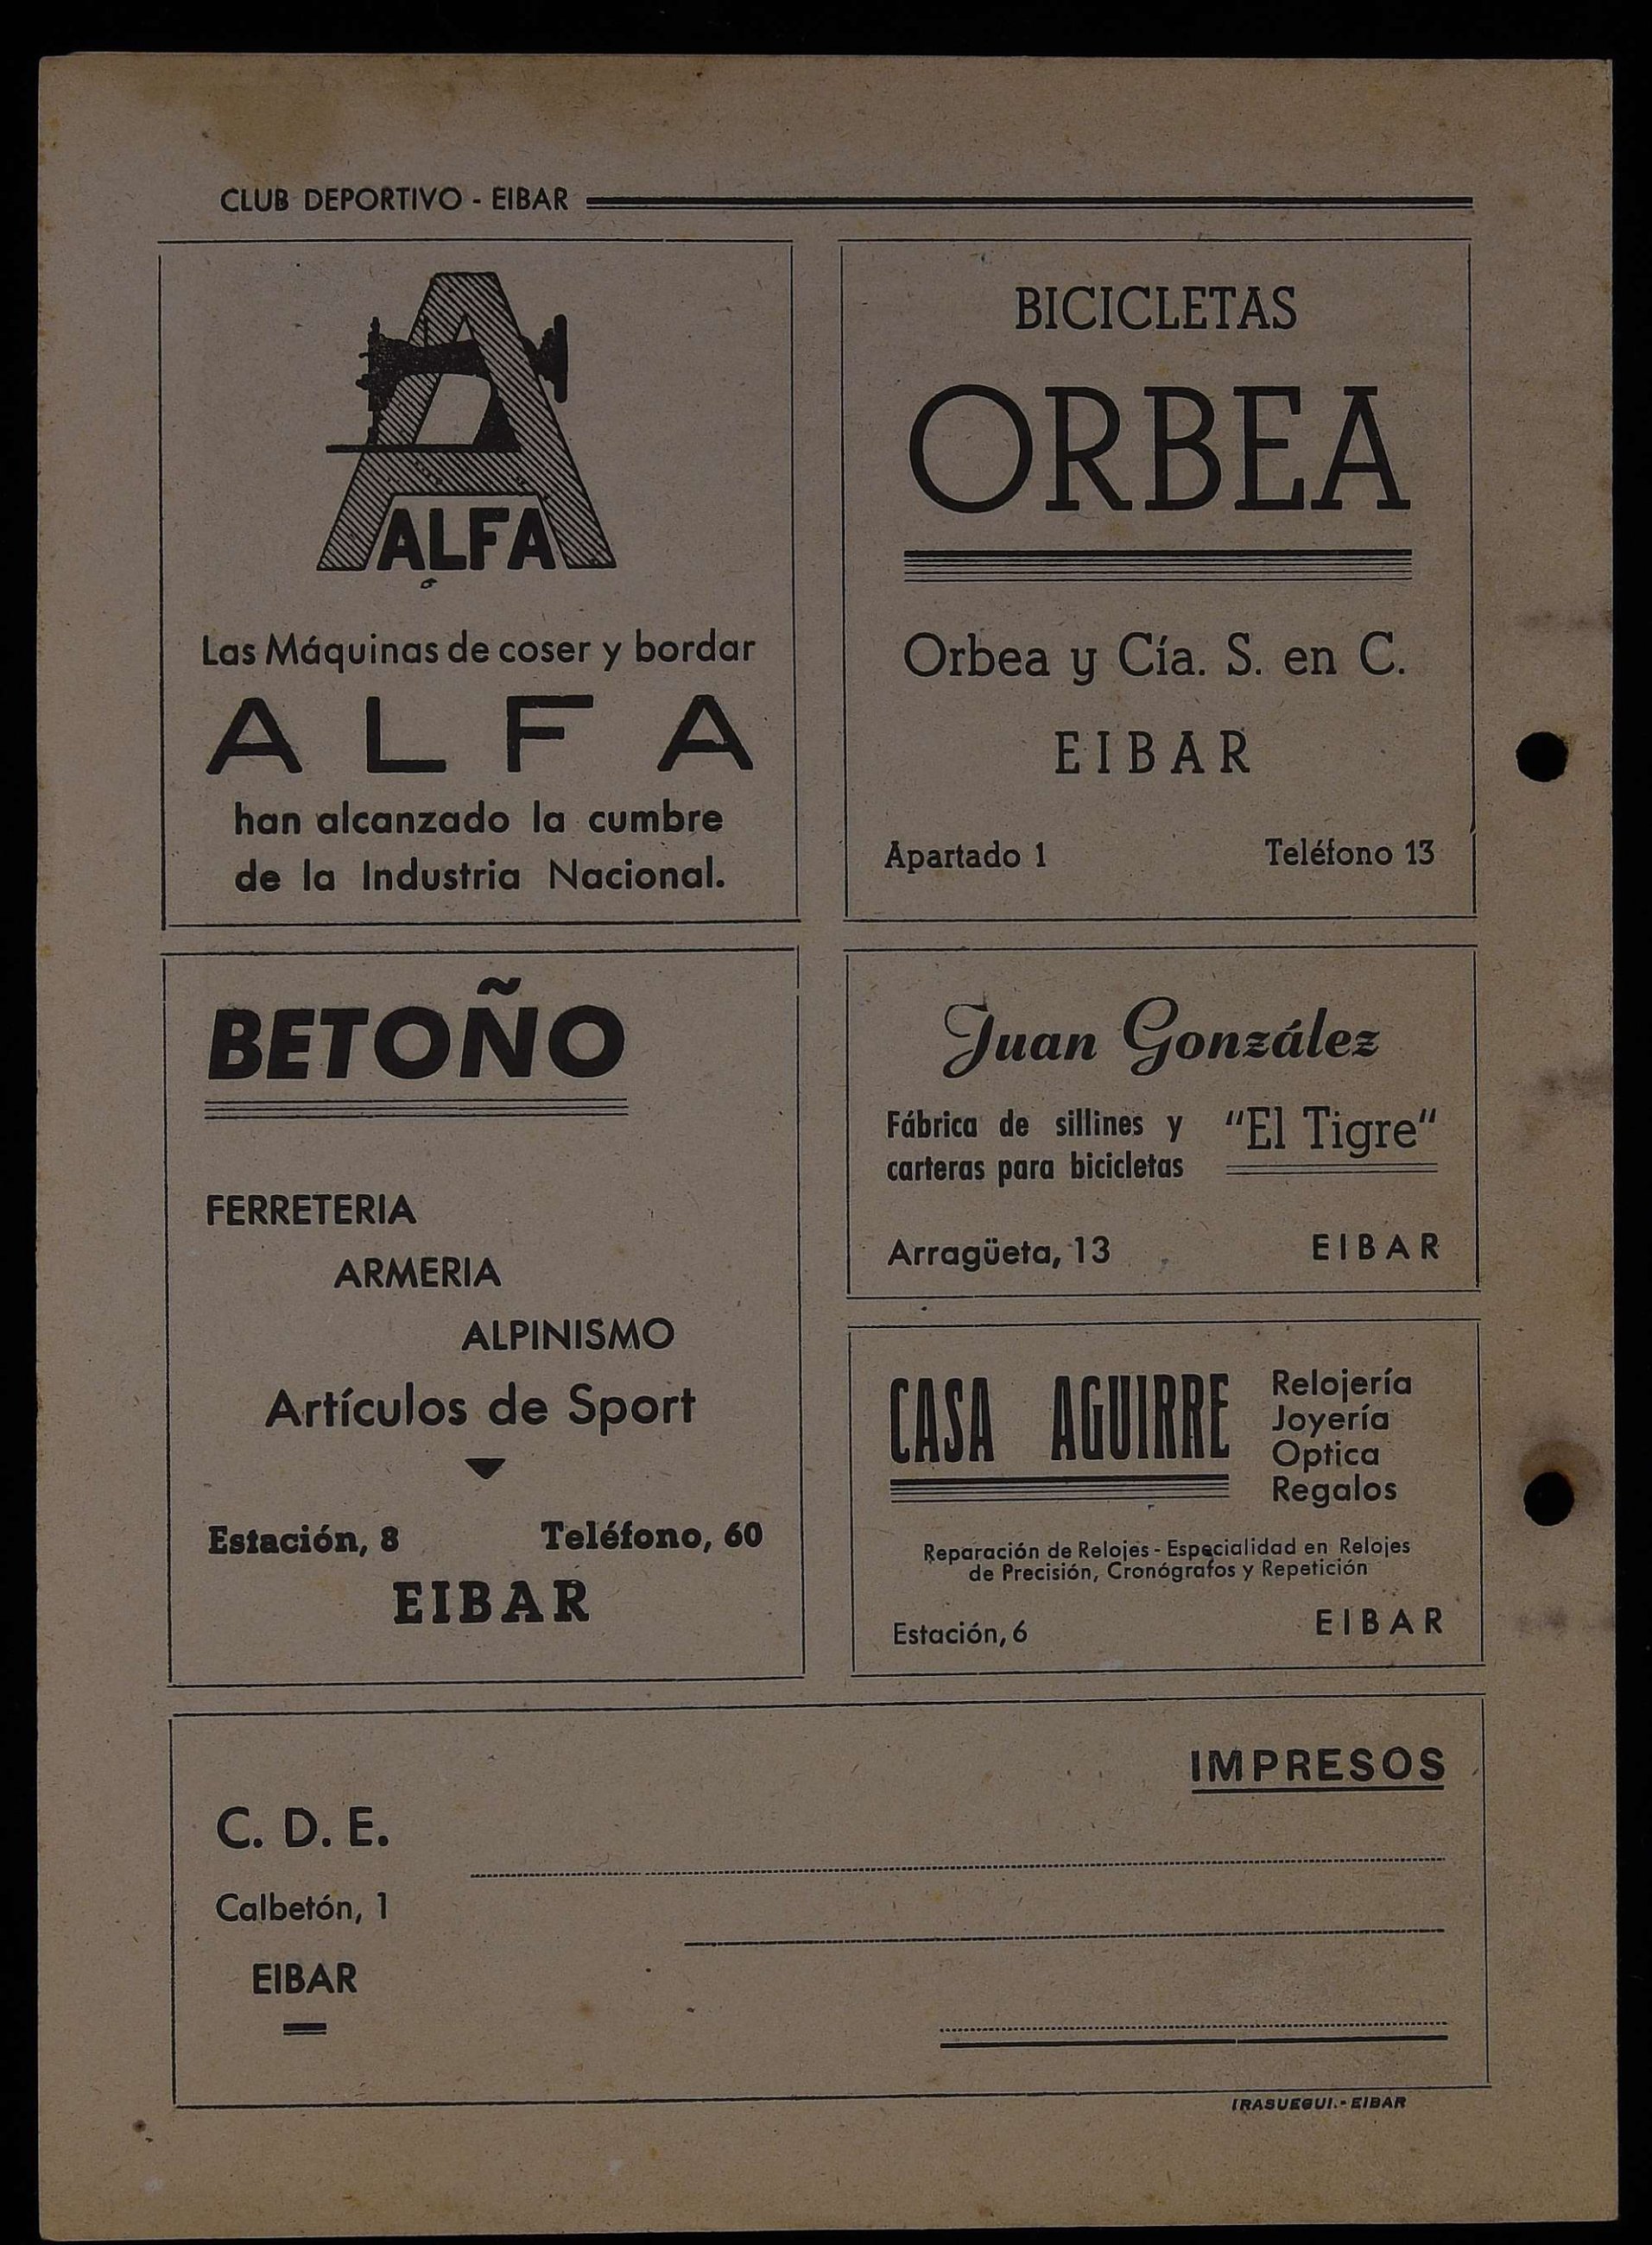 CLUB DEPORTIVO - EIBAR
ALFA
Las Máquinas de coser y bordar
ALFA
han alcanzado la cumbre
de la Industria Nacional.
BICICLETAS
ORBEA
Orbea y Cía. S. en C.
EIBAR
Apartado 1 Teléfono 13
BETOÑO
FERRETERIA
ARMERIA
ALPINISMO
Artículos de Sport
Estación, 8 Teléfono, 60
EIBAR
Juan González
Fábrica de sillines y
carteras para bicicletas
"El Tigre"
Arragüeta, 13 EIBAR
CASA AGUIRRE
Relojería
Joyería
Optica
Regalos
Reparación de Relojes - Especialidad en Relojes
de Precisión, Cronógrafos y Repetición
Estación, 6 EIBAR
IMPRESOS
C. D. E.
Calbetón, 1
EIBAR
IRASUEGUI.- EIBAR